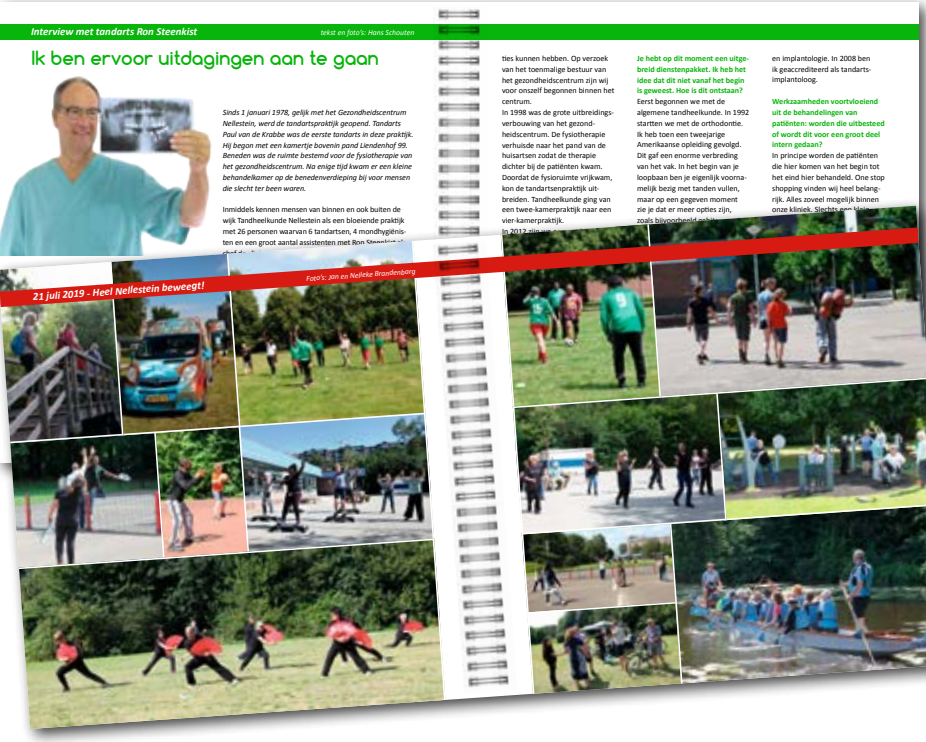 Interview met tandarts Ron Steenkist
tekst en foto's: Hans Schouten
Ik ben ervoor uitdagingen aan te gaan
Sinds 1 januari 1978, gelijk met het Gezondheidscentrum
Nellestein, werd de tandartspraktijk geopend. Tandarts
Paul van de Krabbe was de eerste tandarts in deze praktijk.
Hij begon met een kamertje bovenin pand Liendenhof 99.
Beneden was de ruimte bestemd voor de fysiotherapie van
het gezondheidscentrum. Na enige tijd kwam er een kleine
behandelkamer op de benedenverdieping bij voor mensen
die slecht ter been waren.
Inmiddels kennen mensen van binnen en ook buiten de
wijk Tandheelkunde Nellestein als een bloeiende praktijk
met 26 personen waarvan 6 tandartsen, 4 mondhygiënis-
ten en een groot aantal assistenten met Ron Steenkist
ties kunnen hebben. Op verzoek
van het toenmalige bestuur van
het gezondheidscentrum zijn wij
voor onszelf begonnen binnen het
centrum.
In 1998 was de grote uitbreidings-
verbouwing van het gezond-
heidscentrum. De fysiotherapie
verhuisde naar het pand van de
huisartsen zodat de therapie
dichter bij de patiënten kwam.
Doordat de fysioruimte vrijkwam,
kon de tandartsenpraktijk uit-
breiden. Tandheelkunde ging van
een twee-kamerpraktijk naar een
vier-kamerpraktijk.
In 2012 zijn we
Je hebt op dit moment een uitge-
breid dienstenpakket. Ik heb het
idee dat dit niet vanaf het begin
is geweest. Hoe is dit ontstaan?
Eerst begonnen we met de
algemene tandheelkunde. In 1992
startten we met de orthodontie.
Ik heb toen een tweejarige
Amerikaanse opleiding gevolgd.
Dit gaf een enorme verbreding
van het vak. In het begin van je
loopbaan ben je eigenlijk voorna-
melijk bezig met tanden vullen,
maar op een gegeven moment
zie je dat er meer opties zijn,
zoals bijvoorbeeld
en implantologie. In 2008 ben
ik geaccrediteerd als tandarts-
implantoloog.
Werkzaamheden voortvloeiend
uit de behandelingen van
patiënten: worden die uitbesteed
of wordt dit voor een groot deel
intern gedaan?
In principe worden de patiënten
die hier komen van het begin tot
het eind hier behandeld. One stop
shopping vinden wij heel belang-
rijk. Alles zoveel mogelijk binnen
onze kliniek. Slechts een klein
21 juli 2019 - Heel Nellestein beweegt!
Foto's: Jan en Nelleke Brandenburg
9